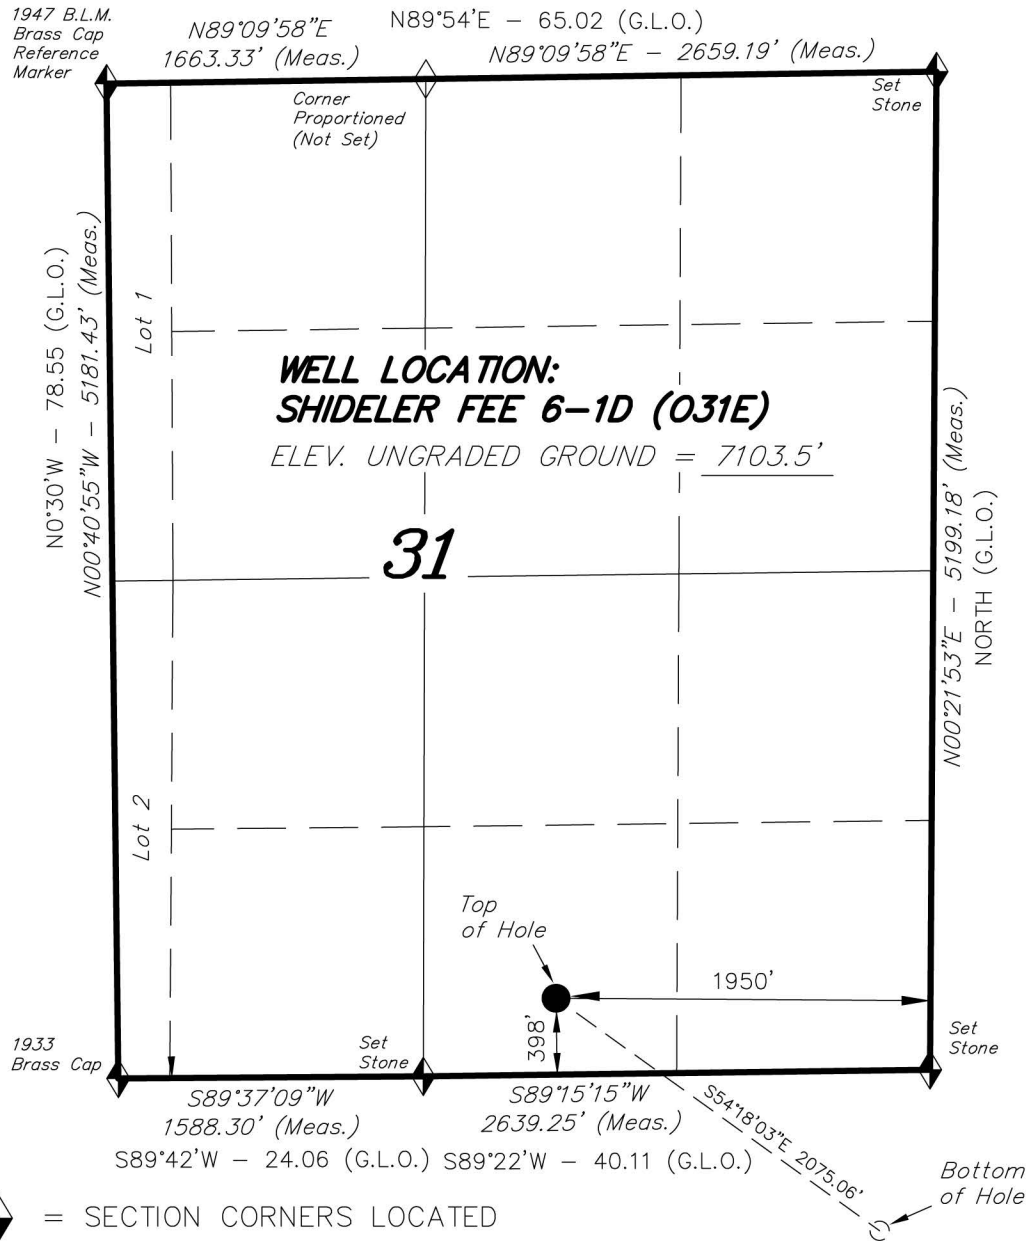 1947 B.L.M.
Brass Cap
Reference
Marker
N89°09'58"E
1663.33' (Meas.)
N89°54'E – 65.02 (G.L.O.)
N89°09'58"E – 2659.19' (Meas.)
Corner
Proportioned
(Not Set)
Set
Stone
N0°30'W – 78.55 (G.L.O.)
N00°40'55"W – 5181.43' (Meas.)
Lot 1
WELL LOCATION:
SHIDELER FEE 6–1D (O31E)
ELEV. UNGRADED GROUND = 7103.5'
31
N00°21'53"E – 5199.18' (Meas.)
NORTH (G.L.O.)
Lot 2
Top
of Hole
1950'
398'
1933
Brass Cap
Set
Stone
Set
Stone
S89°37'09"W
1588.30' (Meas.)
S89°15'15"W
2639.25' (Meas.)
S89°42'W – 24.06 (G.L.O.)
S89°22'W – 40.11 (G.L.O.)
S54°18'03"E 2075.06'
Bottom
of Hole
= SECTION CORNERS LOCATED